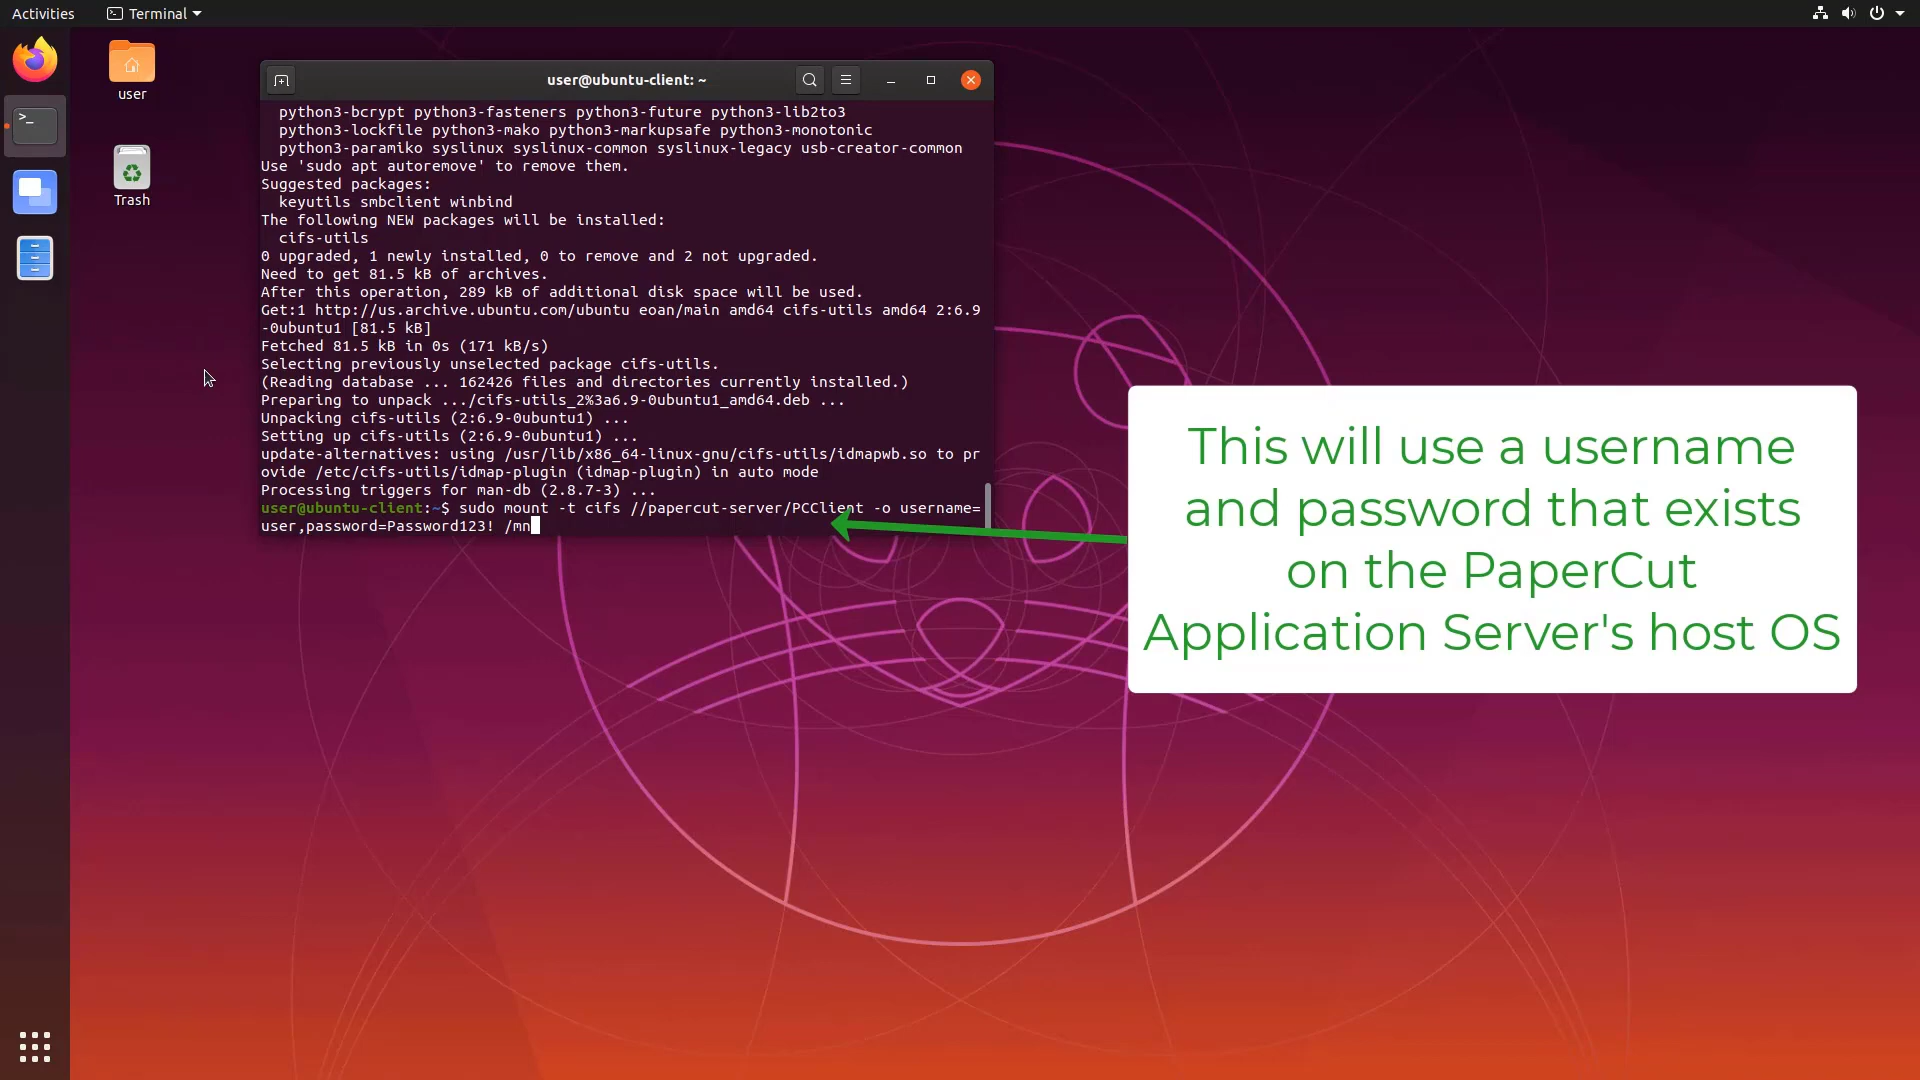 Activities
Terminal
user
Trash
user@ubuntu-client: ~
python3-bcrypt python3-fasteners python3-future python3-lib2to3
python3-lockfile python3-mako python3-markupsafe python3-monotonic
python3-paramiko syslinux syslinux-common syslinux-legacy usb-creator-common
Use 'sudo apt autoremove' to remove them.
Suggested packages:
keyutils smbclient winbind
The following NEW packages will be installed:
cifs-utils
0 upgraded, 1 newly installed, 0 to remove and 2 not upgraded.
Need to get 81.5 kB of archives.
After this operation, 289 kB of additional disk space will be used.
Get:1 http://us.archive.ubuntu.com/ubuntu eoan/main amd64 cifs-utils amd64 2:6.9
-0ubuntu1 [81.5 kB]
Fetched 81.5 kB in 0s (171 kB/s)
Selecting previously unselected package cifs-utils.
(Reading database ... 162426 files and directories currently installed.)
Preparing to unpack .../cifs-utils_2%3a6.9-0ubuntu1_amd64.deb ...
Unpacking cifs-utils (2:6.9-0ubuntu1) ...
Setting up cifs-utils (2:6.9-0ubuntu1) ...
update-alternatives: using /usr/lib/x86_64-linux-gnu/cifs-utils/idmapwb.so to pr
ovide /etc/cifs-utils/idmap-plugin (idmap-plugin) in auto mode
Processing triggers for man-db (2.8.7-3) ...
user@ubuntu-client:~$ sudo mount -t cifs //papercut-server/PCClient -o username=
user,password=Password123! /mn
This will use a username
and password that exists
on the PaperCut
Application Server's host OS